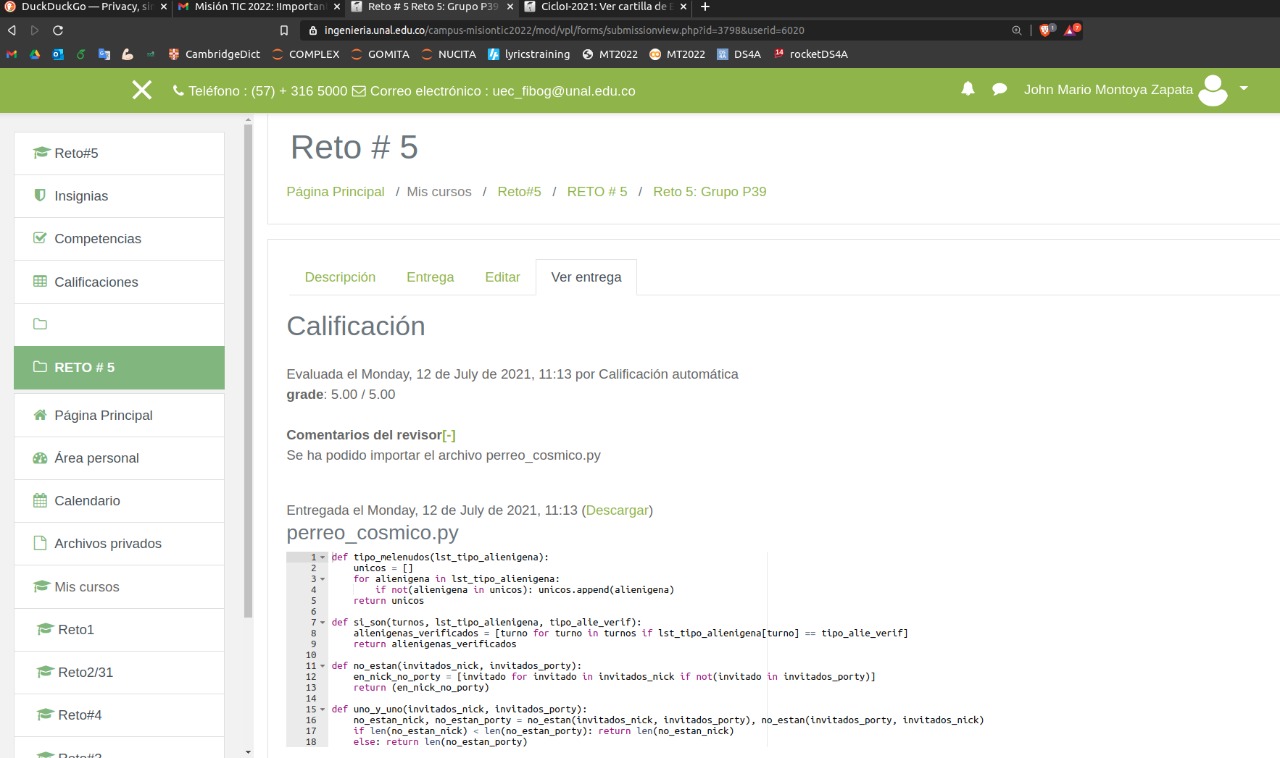 DuckDuckGo — Privacy, sin
Misión TIC 2022: !Important
Reto # 5 Reto 5: Grupo P39
CicloI-2021: Ver cartilla de E
ingenieria.unal.edu.co/campus-misiontic2022/mod/vpl/forms/submissionview.php?id=3798&userid=6020
CambridgeDict COMPLEX GOMITA NUCITA lyricstraining MT2022 MT2022 DS4A rocketDS4A
Teléfono : (57) + 316 5000 Correo electrónico : uec_fibog@unal.edu.co
John Mario Montoya Zapata
Reto#5
Insignias
Competencias
Calificaciones
RETO # 5
Página Principal
Área personal
Calendario
Archivos privados
Mis cursos
Reto1
Reto2/31
Reto#4
Reto#3
Reto # 5
Página Principal / Mis cursos / Reto#5 / RETO # 5 / Reto 5: Grupo P39
Descripción Entrega Editar Ver entrega
Calificación
Evaluada el Monday, 12 de July de 2021, 11:13 por Calificación automática
grade: 5.00 / 5.00
Comentarios del revisor[-]
Se ha podido importar el archivo perreo_cosmico.py
Entregada el Monday, 12 de July de 2021, 11:13 (Descargar)
perreo_cosmico.py
1 def tipo_melenudos(lst_tipo_alienigena):
2 unicos = []
3 for alienigena in lst_tipo_alienigena:
4 if not(alienigena in unicos): unicos.append(alienigena)
5 return unicos
6
7 def si_son(turnos, lst_tipo_alienigena, tipo_alie_verif):
8 alienigenas_verificados = [turno for turno in turnos if lst_tipo_alienigena[turno] == tipo_alie_verif]
9 return alienigenas_verificados
10
11 def no_estan(invitados_nick, invitados_porty):
12 en_nick_no_porty = [invitado for invitado in invitados_nick if not(invitado in invitados_porty)]
13 return (en_nick_no_porty)
14
15 def uno_y_uno(invitados_nick, invitados_porty):
16 no_estan_nick, no_estan_porty = no_estan(invitados_nick, invitados_porty), no_estan(invitados_porty, invitados_nick)
17 if len(no_estan_nick) < len(no_estan_porty): return len(no_estan_nick)
18 else: return len(no_estan_porty)